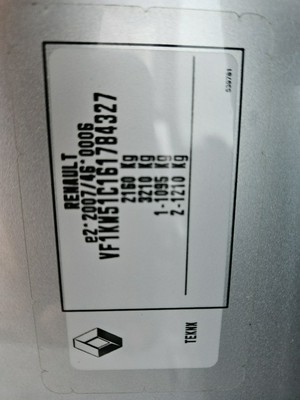 RENAULT
e2*2007/46*0006
VF1KW51C161784327
2160 Kg
3210 Kg
1-1095 Kg
2-1210 Kg
TEKNK